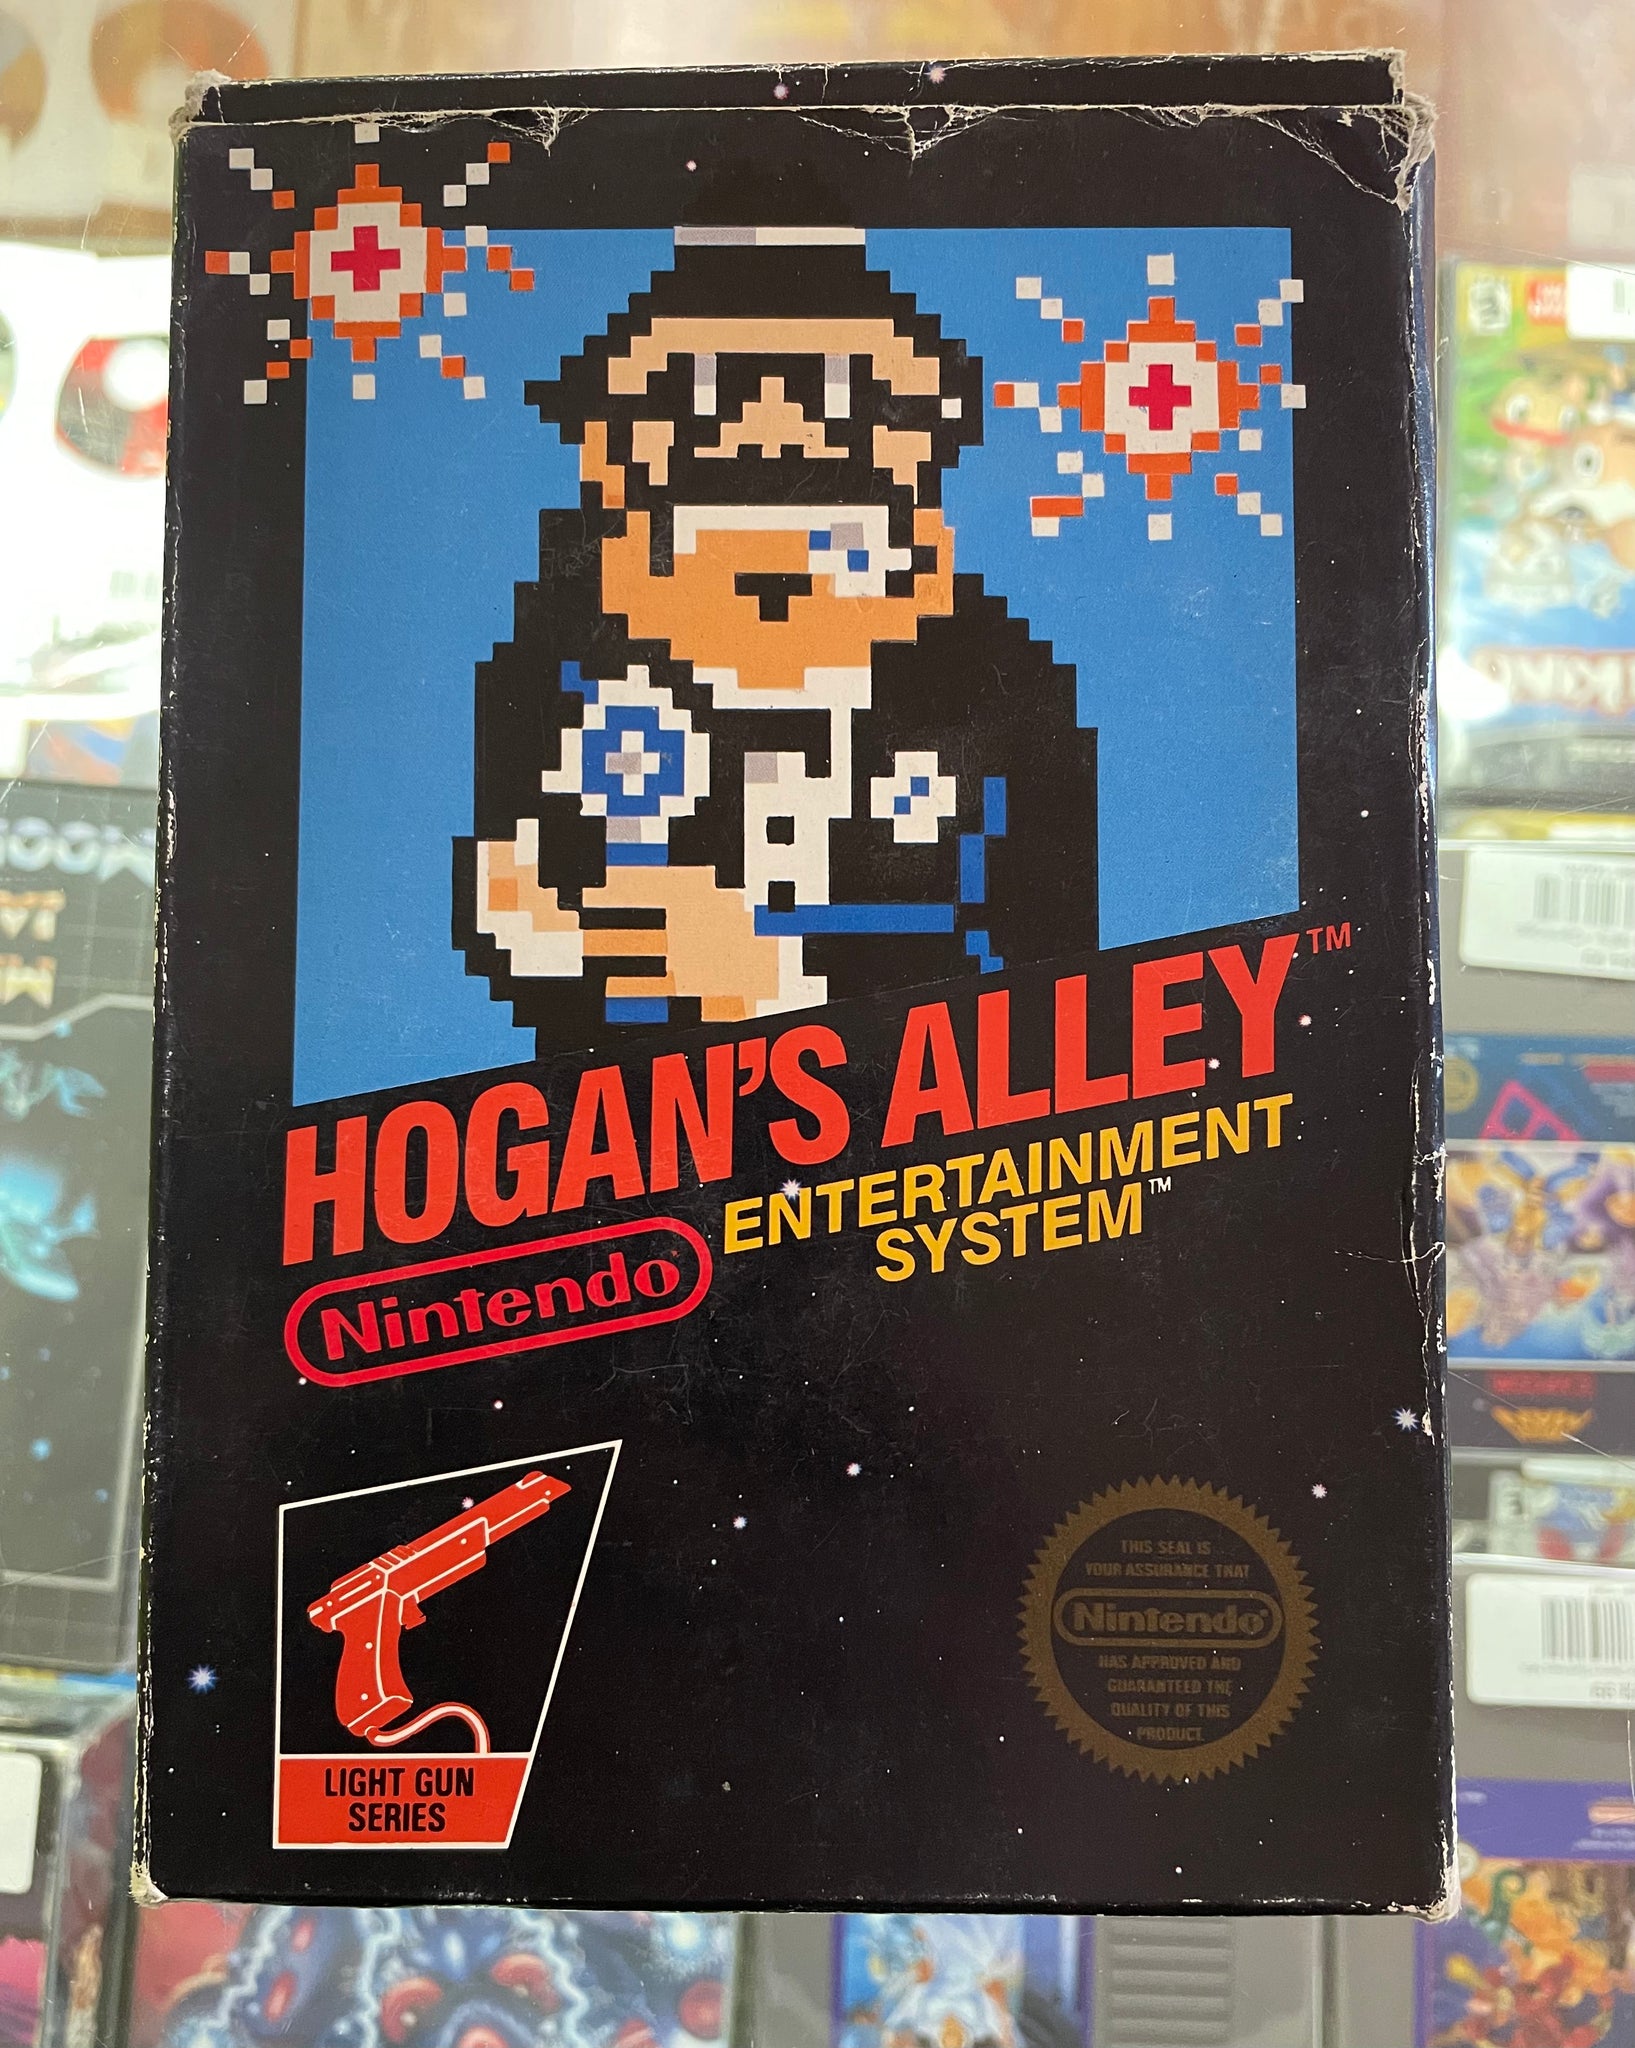 HOGAN'S ALLEY™
ENTERTAINMENT
SYSTEM™
Nintendo
LIGHT GUN
SERIES
THIS SEAL IS
YOUR ASSURANCE THAT
Nintendo®
HAS APPROVED AND
GUARANTEED THE
QUALITY OF THIS
PRODUCT.